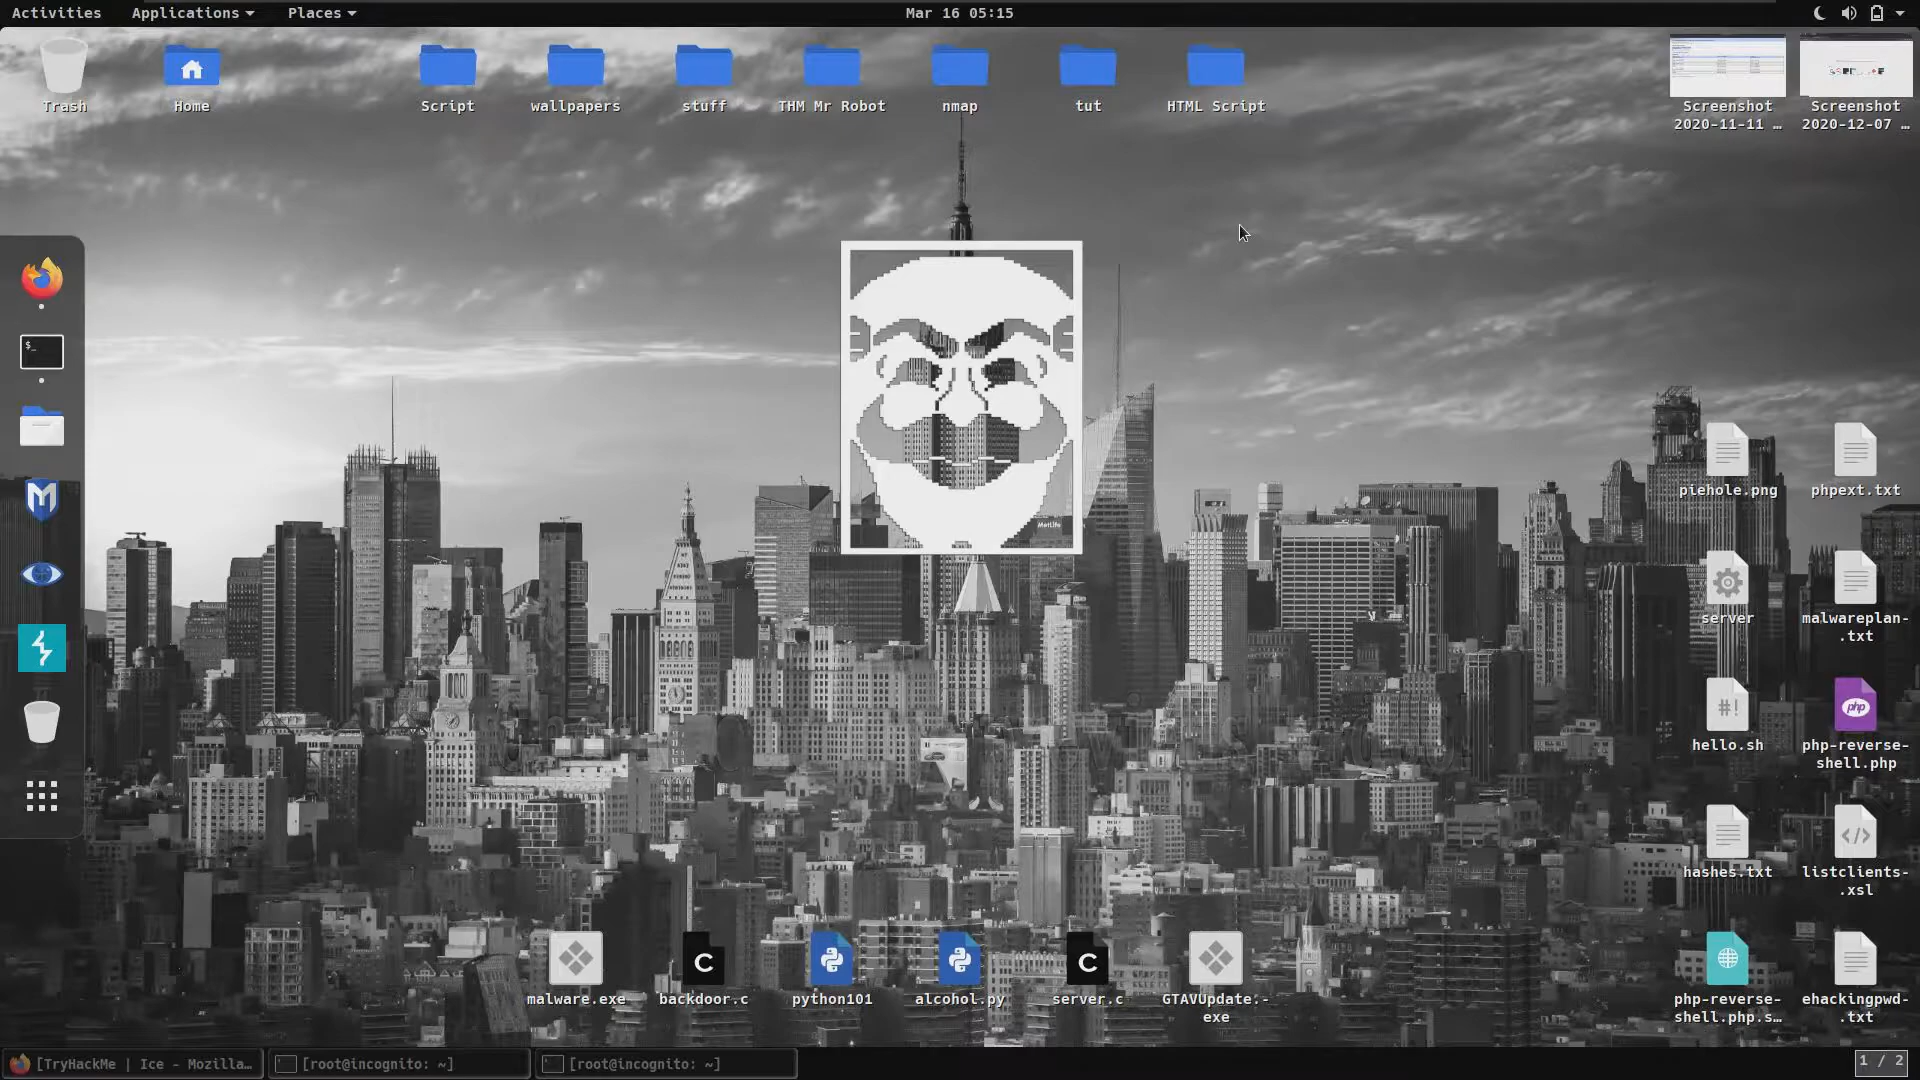 Activities
Applications
Places
Mar 16 05:15
Trash
Home
Script
wallpapers
stuff
THM Mr Robot
nmap
tut
HTML Script
Screenshot
2020-11-11 …
Screenshot
2020-12-07 …
$_
MetLife
piehole.png
phpext.txt
server
malwareplan-
.txt
#!
hello.sh
php
php-reverse-
shell.php
hashes.txt
</>
listclients-
.xsl
malware.exe
C
backdoor.c
python101
alcohol.py
C
server.c
GTAVUpdate.-
exe
php-reverse-
shell.php.s…
ehackingpwd-
.txt
[TryHackMe | Ice - Mozilla…
[root@incognito: ~]
[root@incognito: ~]
1 / 2